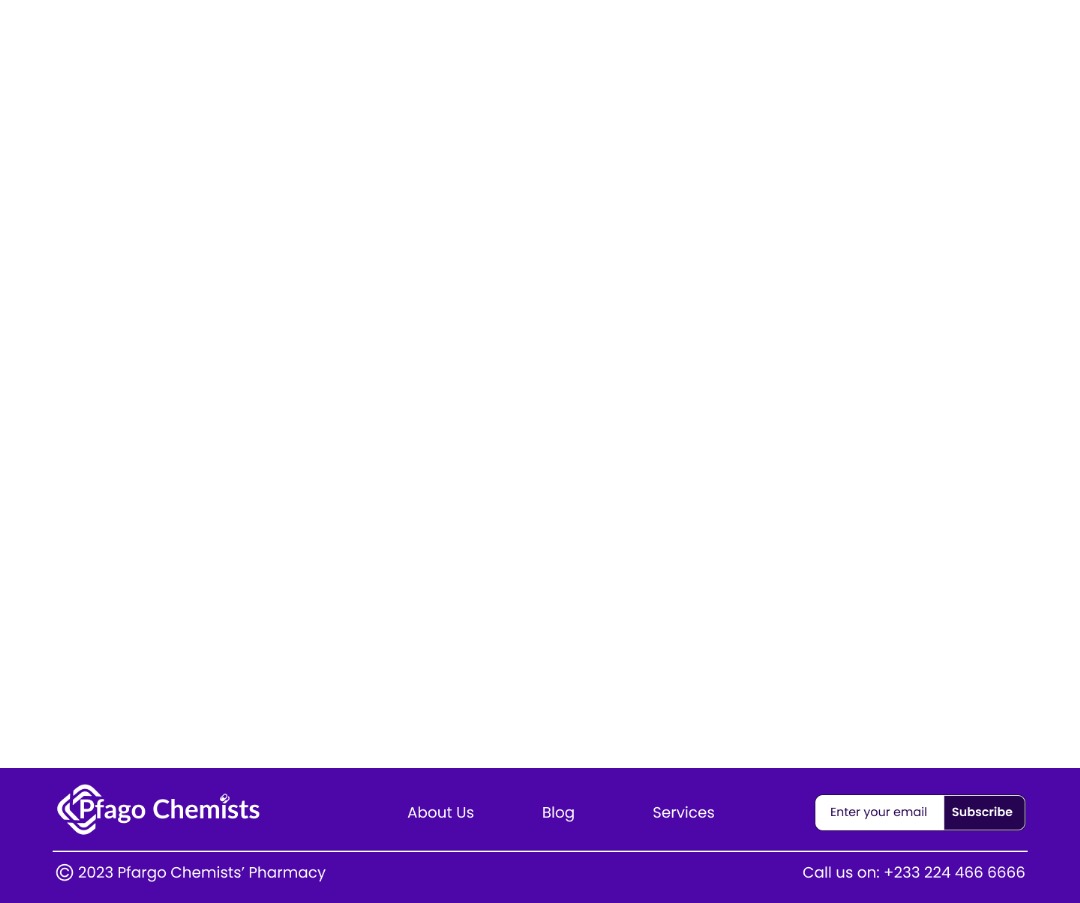 Pfago Chemists
About Us
Blog
Services
Enter your email
Subscribe
© 2023 Pfargo Chemists’ Pharmacy
Call us on: +233 224 466 6666